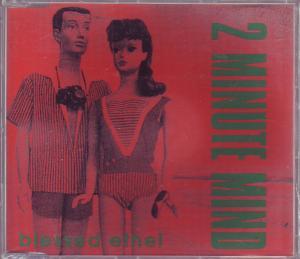 2 MINUTE MIND
blessed ethel